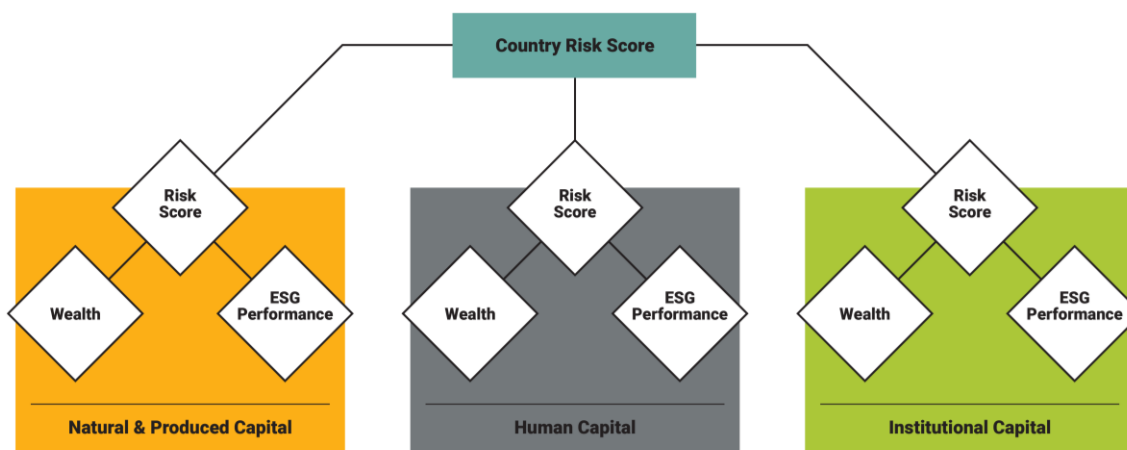 Country Risk Score
Risk
Score
Wealth
ESG
Performance
Natural & Produced Capital
Risk
Score
Wealth
ESG
Performance
Human Capital
Risk
Score
Wealth
ESG
Performance
Institutional Capital